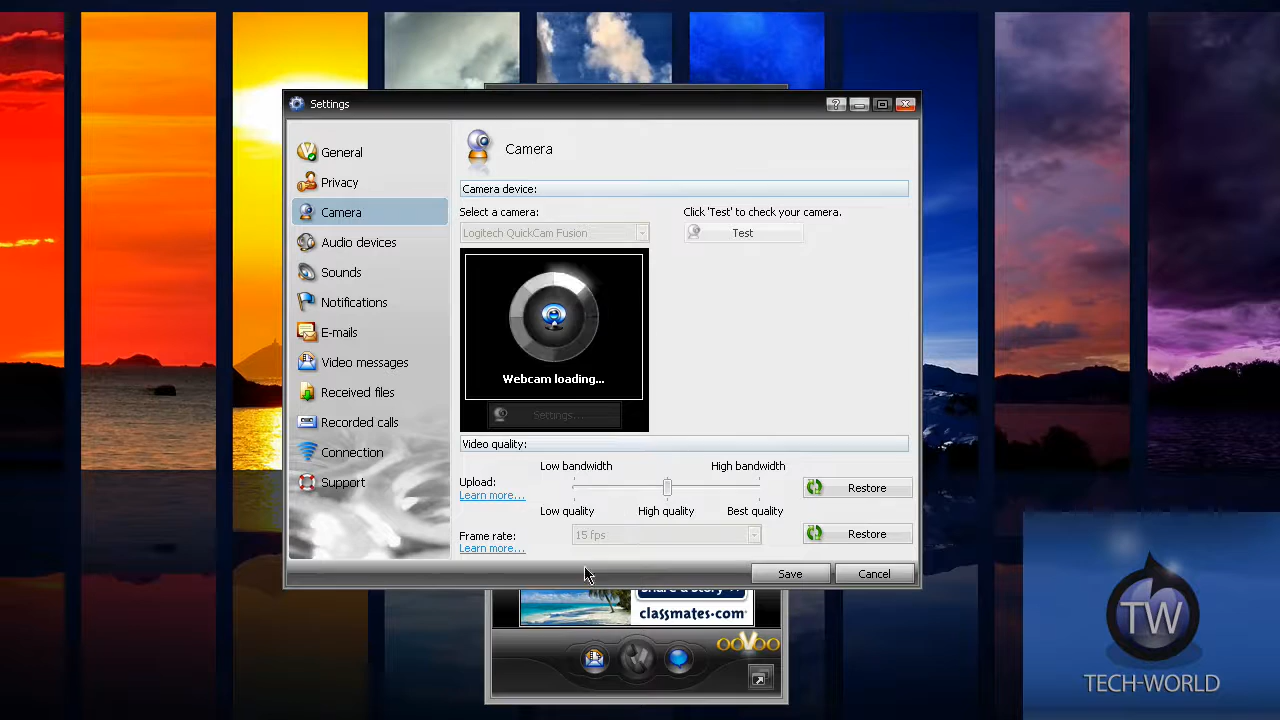 Settings
?
General
Privacy
Camera
Audio devices
Sounds
Notifications
E-mails
Video messages
Received files
Recorded calls
Connection
Support
Camera
Camera device:
Select a camera:
Click 'Test' to check your camera.
Logitech QuickCam Fusion
Test
Webcam loading...
Settings...
Video quality:
Low bandwidth High bandwidth
Upload:
Learn more...
Restore
Low quality High quality Best quality
Frame rate:
15 fps
Restore
Learn more...
Save Cancel
classmates.com
ooVoo
TW
TECH-WORLD